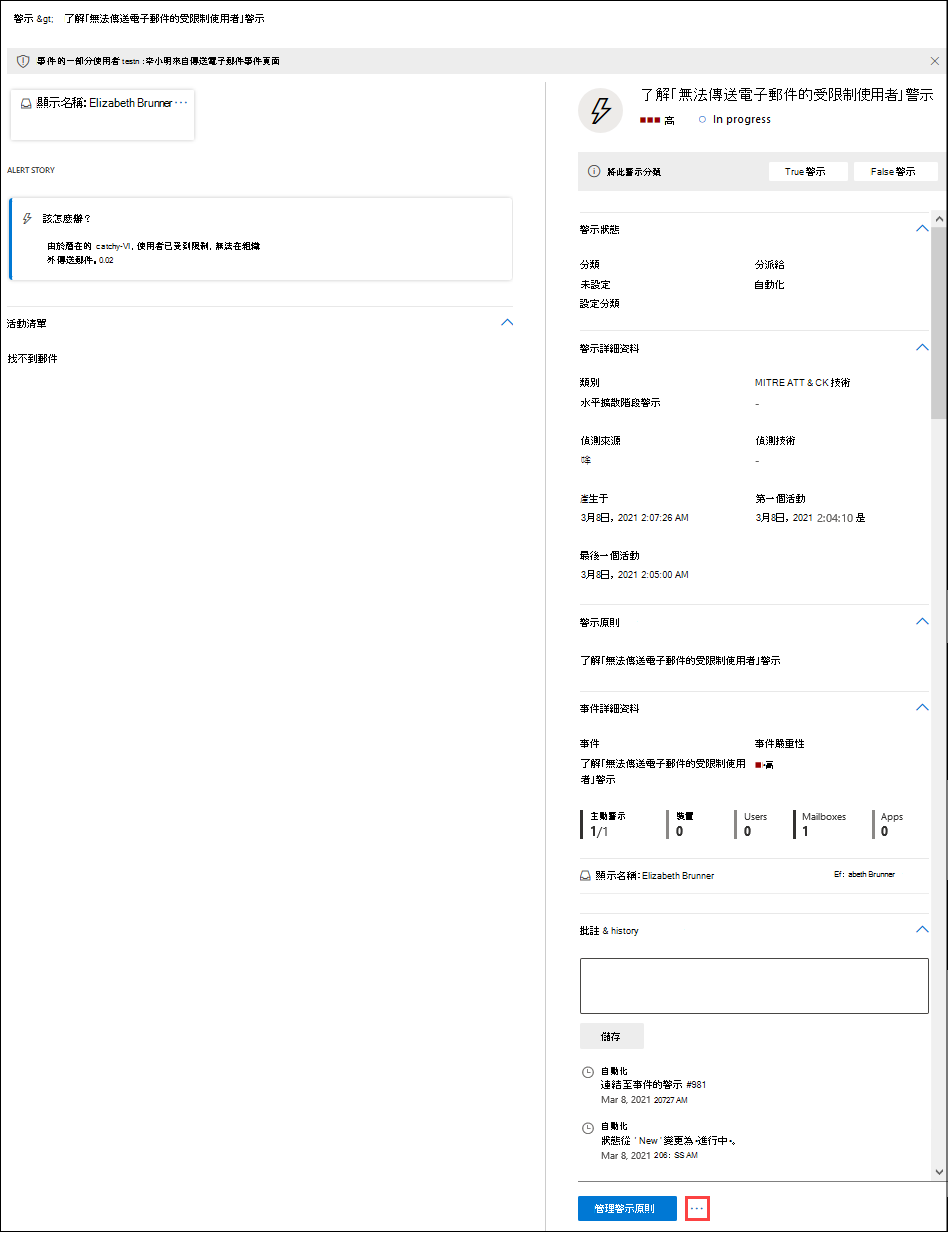 警示 &gt; 了解「無法傳送電子郵件的受限制使用者」警示
事件的一部分使用者 testn :辛小明來自傳送電子郵件事件頁面
顯示名稱: Elizabeth Brunner ···
ALERT STORY
該怎麼辦？
由於潛在的 catchy-VI, 使用者已受到限制, 無法在組織
外傳送郵件。0.02
活動清單
找不到郵件
了解「無法傳送電子郵件的受限制使用者」警示
高 In progress
將此警示分類 True 警示 False 警示
警示狀態
分類 分派給
未設定 自動化
設定分類
警示詳細資料
類別 MITRE ATT & CK 技術
水平擴散階段警示 -
偵測來源 偵測技術
哞 -
產生于 第一個活動
3月8日, 2021 2:07:26 AM 3月8日, 2021 2:04:10 是
最後一個活動
3月8日, 2021 2:05:00 AM
警示原則
了解「無法傳送電子郵件的受限制使用者」警示
事件詳細資料
事件 事件嚴重性
了解「無法傳送電子郵件的受限制使用 高
者」警示
主動警示 裝置 Users Mailboxes Apps
1/1 0 0 1 0
顯示名稱: Elizabeth Brunner Ef: abeth Brunner
批註 & history
儲存
自動化
連結至事件的警示 #981
Mar 8, 2021 20727 AM
自動化
狀態從 ' New ' 變更為 •進行中•。
Mar 8, 2021 206: SS AM
管理警示原則 ···